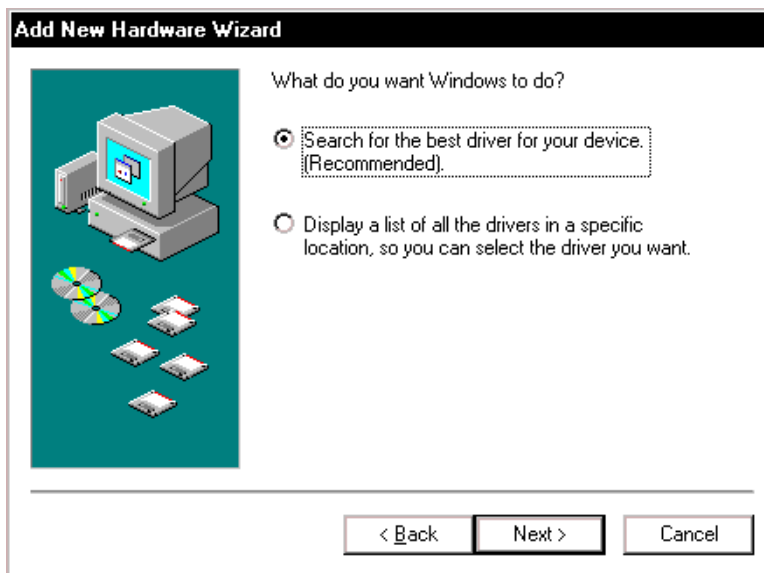 Add New Hardware Wizard
What do you want Windows to do?
Search for the best driver for your device.
(Recommended).
Display a list of all the drivers in a specific
location, so you can select the driver you want.
< Back
Next >
Cancel